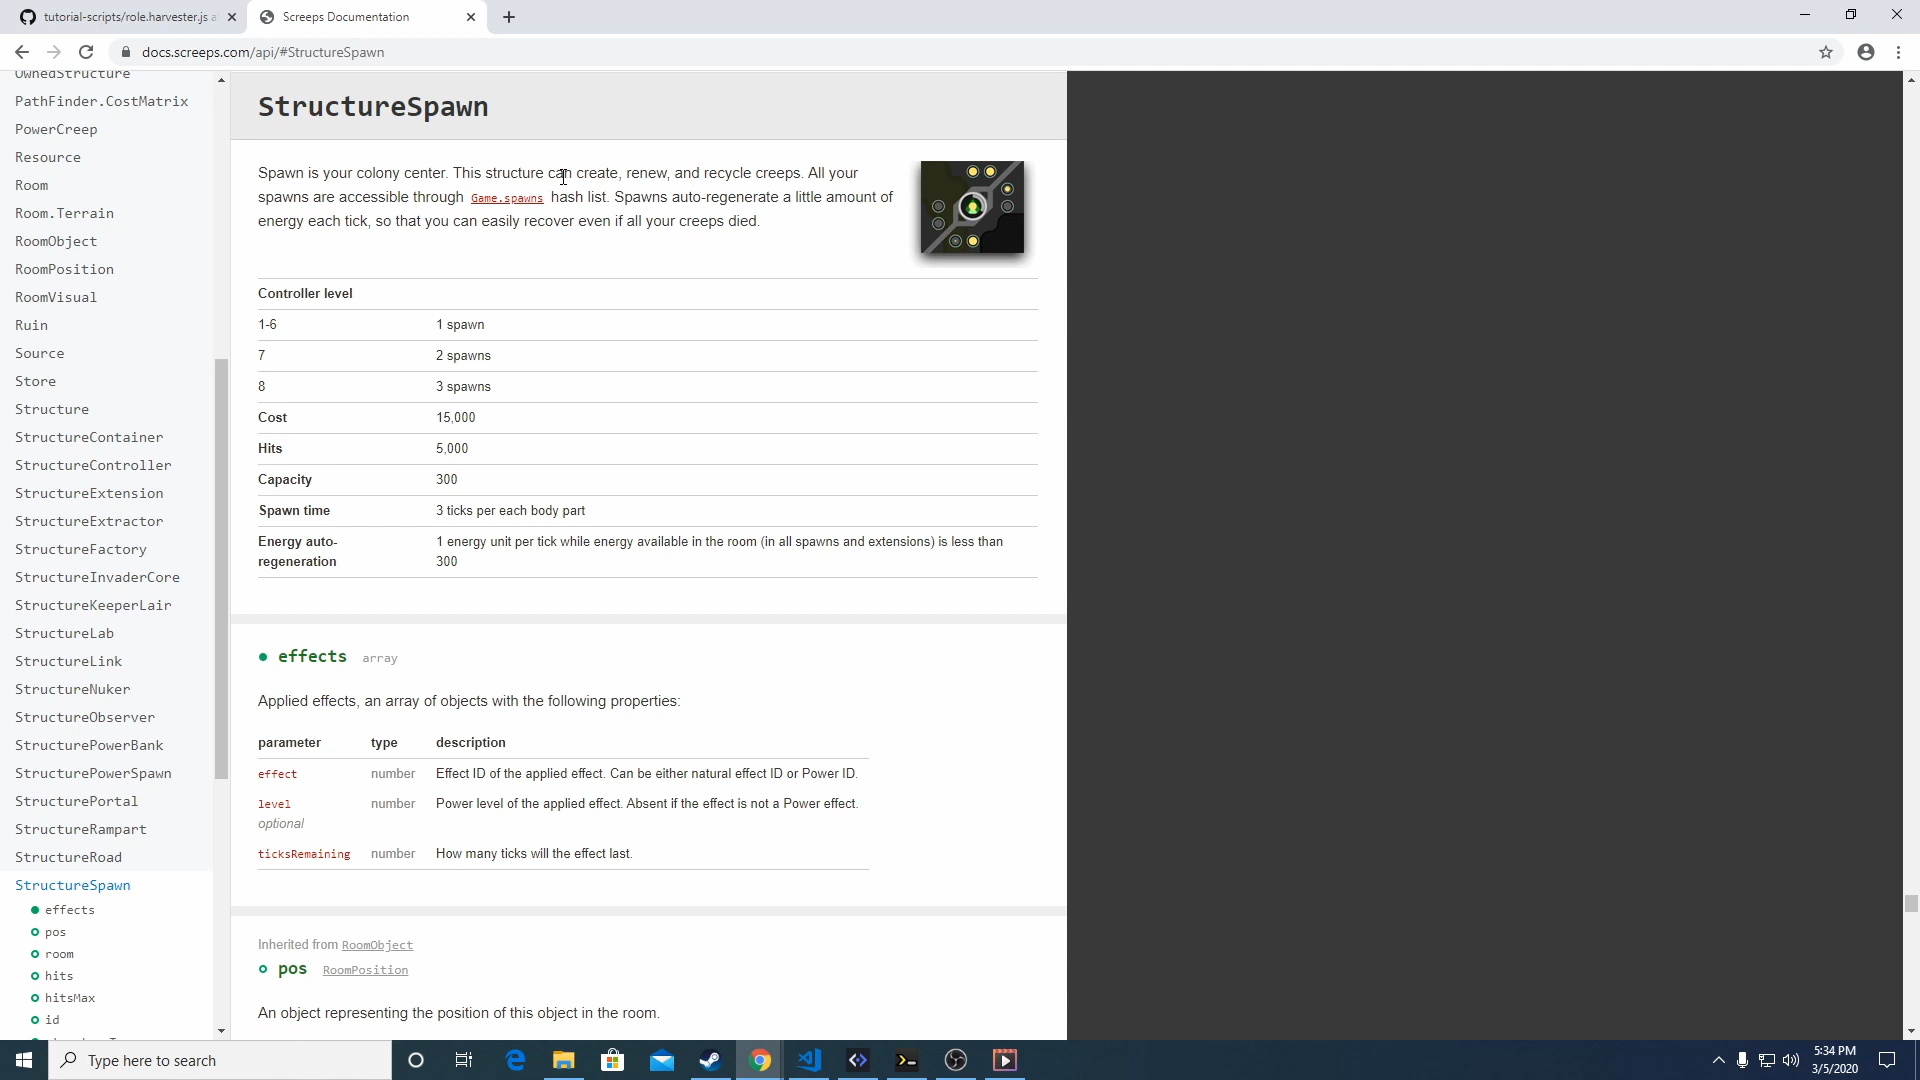 tutorial-scripts/role.harvester.js a
Screeps Documentation
docs.screeps.com/api/#StructureSpawn
OwnedStructure
PathFinder.CostMatrix
PowerCreep
Resource
Room
Room.Terrain
RoomObject
RoomPosition
RoomVisual
Ruin
Source
Store
Structure
StructureContainer
StructureController
StructureExtension
StructureExtractor
StructureFactory
StructureInvaderCore
StructureKeeperLair
StructureLab
StructureLink
StructureNuker
StructureObserver
StructurePowerBank
StructurePowerSpawn
StructurePortal
StructureRampart
StructureRoad
StructureSpawn
effects
pos
room
hits
hitsMax
id
StructureSpawn
Spawn is your colony center. This structure can create, renew, and recycle creeps. All your
spawns are accessible through Game.spawns hash list. Spawns auto-regenerate a little amount of
energy each tick, so that you can easily recover even if all your creeps died.
Controller level
1-6 1 spawn
7 2 spawns
8 3 spawns
Cost 15,000
Hits 5,000
Capacity 300
Spawn time 3 ticks per each body part
Energy auto- 1 energy unit per tick while energy available in the room (in all spawns and extensions) is less than
regeneration 300
effects array
Applied effects, an array of objects with the following properties:
parameter type description
effect number Effect ID of the applied effect. Can be either natural effect ID or Power ID.
level number Power level of the applied effect. Absent if the effect is not a Power effect.
optional
ticksRemaining number How many ticks will the effect last.
Inherited from RoomObject
pos RoomPosition
An object representing the position of this object in the room.
Type here to search
5:34 PM
3/5/2020